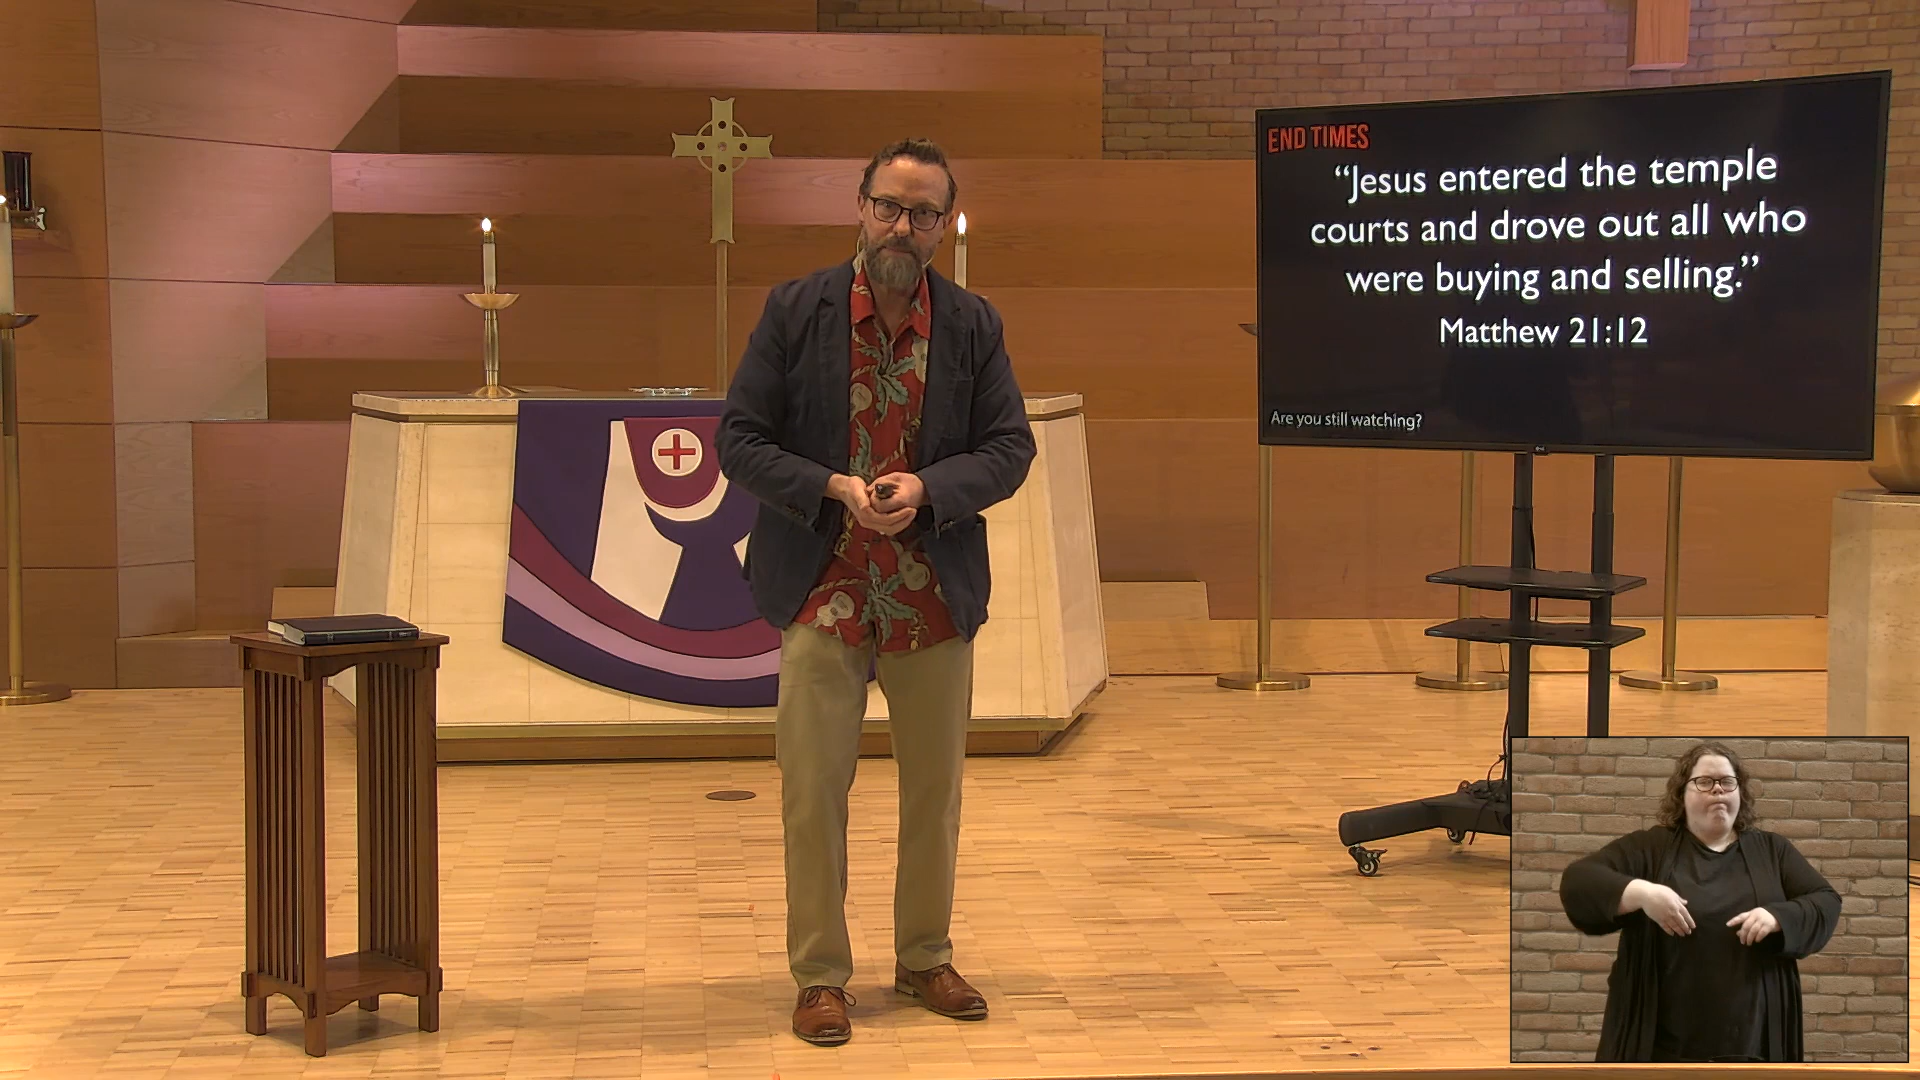 END TIMES
“Jesus entered the temple
courts and drove out all who
were buying and selling.”
Matthew 21:12
Are you still watching?